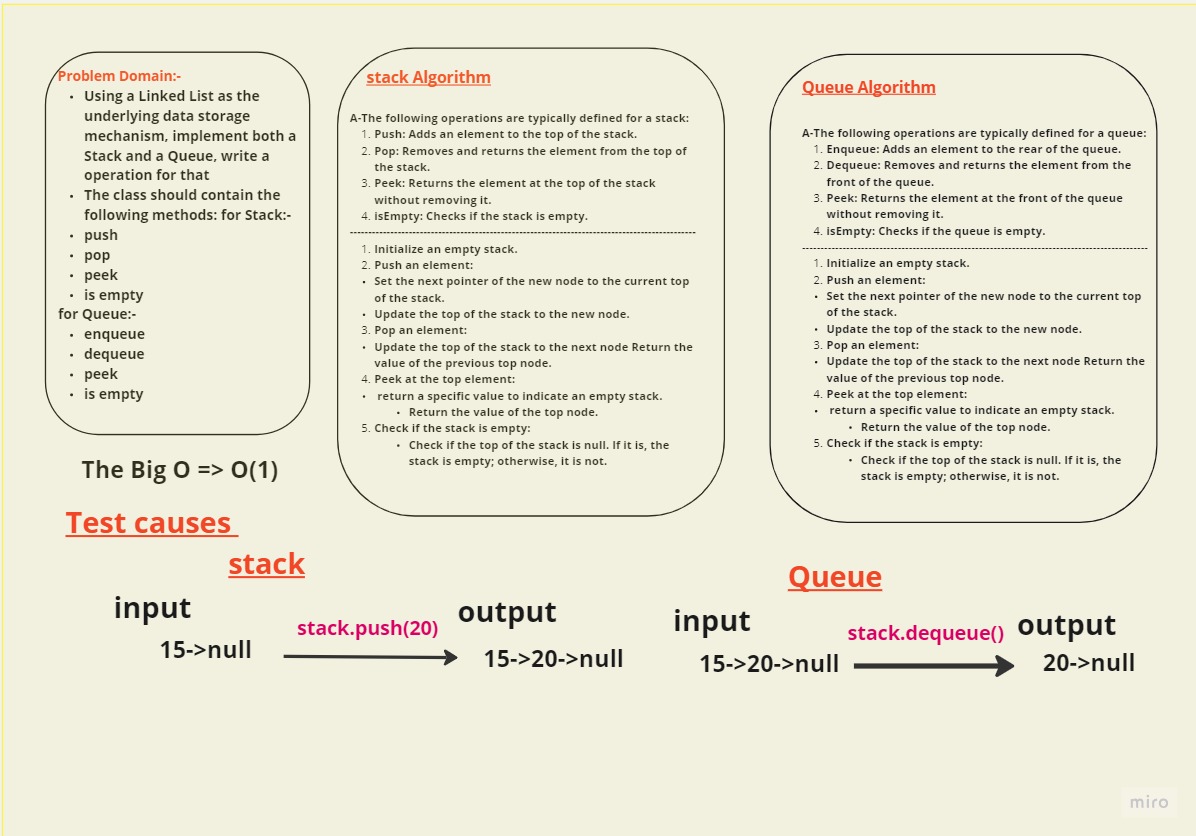 Problem Domain:-
• Using a Linked List as the
underlying data storage
mechanism, implement both a
Stack and a Queue, write a
operation for that
• The class should contain the
following methods: for Stack:-
• push
• pop
• peek
• is empty
for Queue:-
• enqueue
• dequeue
• peek
• is empty
The Big O => O(1)
stack Algorithm
A-The following operations are typically defined for a stack:
1. Push: Adds an element to the top of the stack.
2. Pop: Removes and returns the element from the top of
the stack.
3. Peek: Returns the element at the top of the stack
without removing it.
4. isEmpty: Checks if the stack is empty.
--------------------------------------------------------------------------------
1. Initialize an empty stack.
2. Push an element:
• Set the next pointer of the new node to the current top
of the stack.
• Update the top of the stack to the new node.
3. Pop an element:
• Update the top of the stack to the next node Return the
value of the previous top node.
4. Peek at the top element:
• return a specific value to indicate an empty stack.
• Return the value of the top node.
5. Check if the stack is empty:
• Check if the top of the stack is null. If it is, the
stack is empty; otherwise, it is not.
Queue Algorithm
A-The following operations are typically defined for a queue:
1. Enqueue: Adds an element to the rear of the queue.
2. Dequeue: Removes and returns the element from the
front of the queue.
3. Peek: Returns the element at the front of the queue
without removing it.
4. isEmpty: Checks if the queue is empty.
--------------------------------------------------------------------------------
1. Initialize an empty stack.
2. Push an element:
• Set the next pointer of the new node to the current top
of the stack.
• Update the top of the stack to the new node.
3. Pop an element:
• Update the top of the stack to the next node Return the
value of the previous top node.
4. Peek at the top element:
• return a specific value to indicate an empty stack.
• Return the value of the top node.
5. Check if the stack is empty:
• Check if the top of the stack is null. If it is, the
stack is empty; otherwise, it is not.
Test causes
stack
input
stack.push(20)
output
15->null
15->20->null
Queue
input
stack.dequeue()
output
15->20->null
20->null
miro